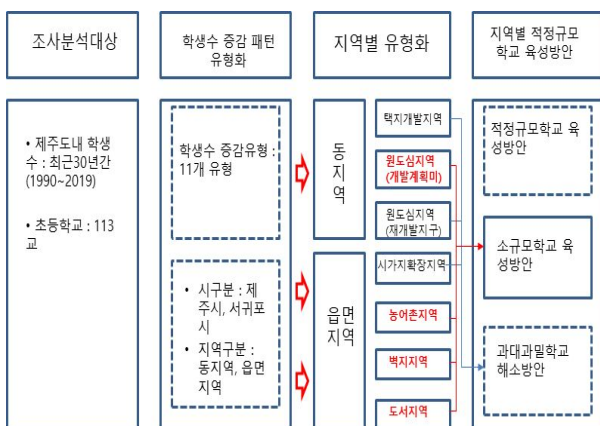 조사분석대상
학생수 증감 패턴
유형화
지역별 유형화
지역별 적정규모
학교 육성방안
• 제주도내 학생
수 : 최근30년간
(1990~2019)
• 초등학교 : 113
교
학생수 증감유형 :
11개 유형
• 시구분 : 제
주시, 서귀포
시
• 지역구분 :
동지역, 읍면
지역
동
지
역
읍면
지역
택지개발지역
원도심지역
(개발계획미)
원도심지역
(재개발지구)
시가지확장지역
농어촌지역
벽지지역
도서지역
적정규모학교 육
성방안
소규모학교 육
성방안
과대과밀학교
해소방안